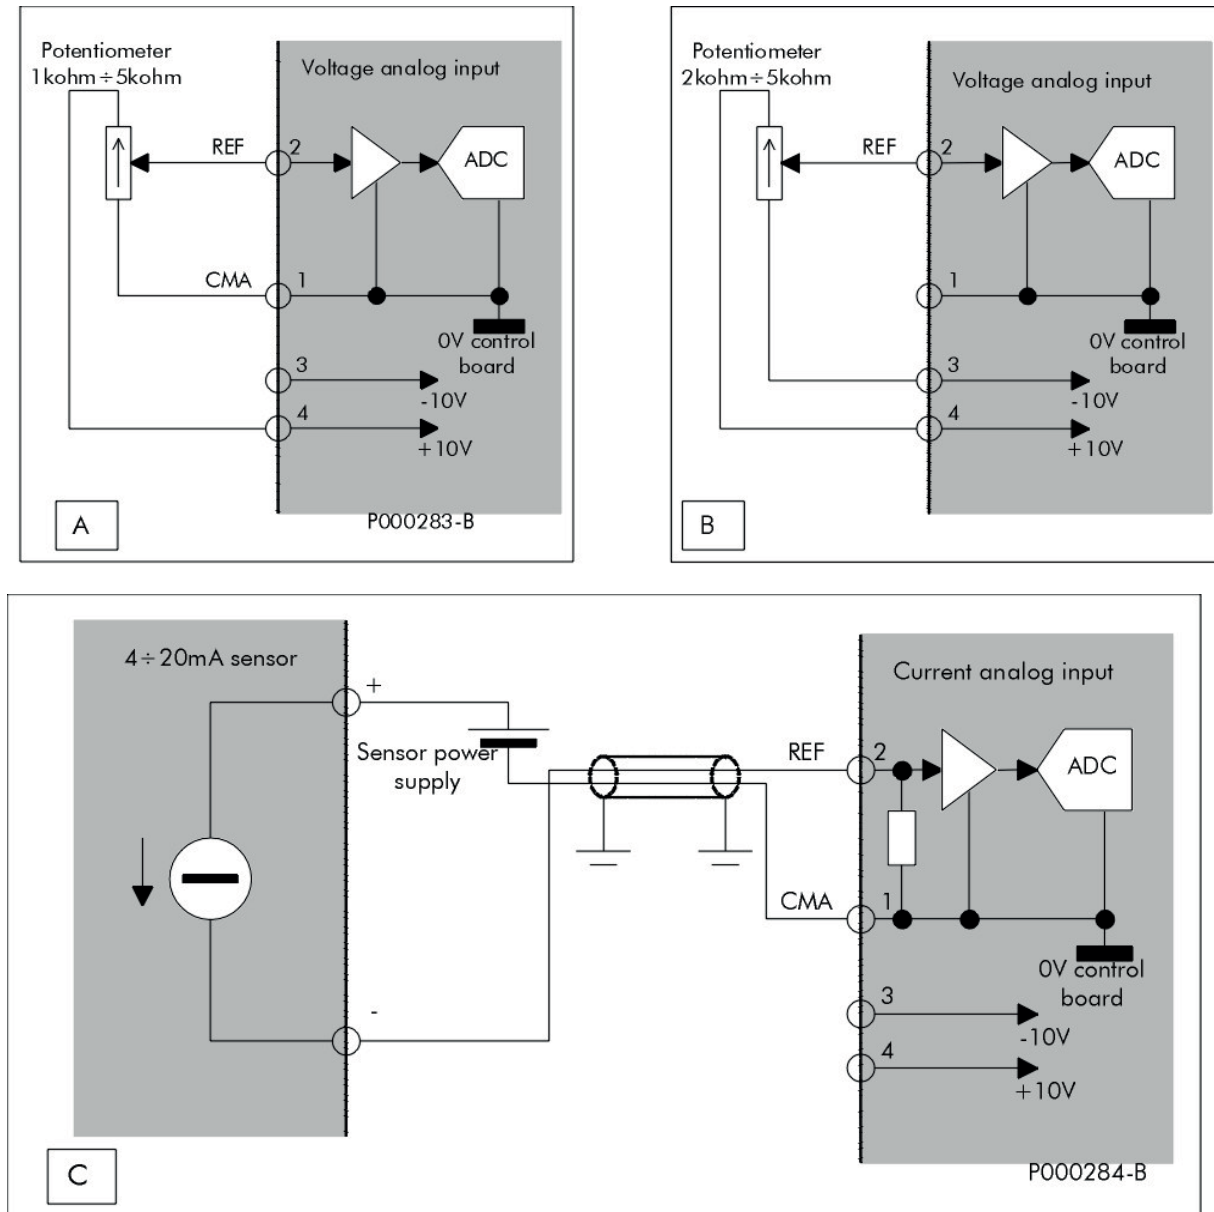 Potentiometer
1kohm÷5kohm
Voltage analog input
REF
2
ADC
CMA
1
0V control
board
3
-10V
4
+10V
A
P000283-B
Potentiometer
2kohm÷5kohm
Voltage analog input
REF
2
ADC
1
0V control
board
3
-10V
4
+10V
B
4÷20mA sensor
+
Sensor power
supply
-
Current analog input
REF
2
ADC
CMA
1
0V control
board
3
-10V
4
+10V
C
P000284-B